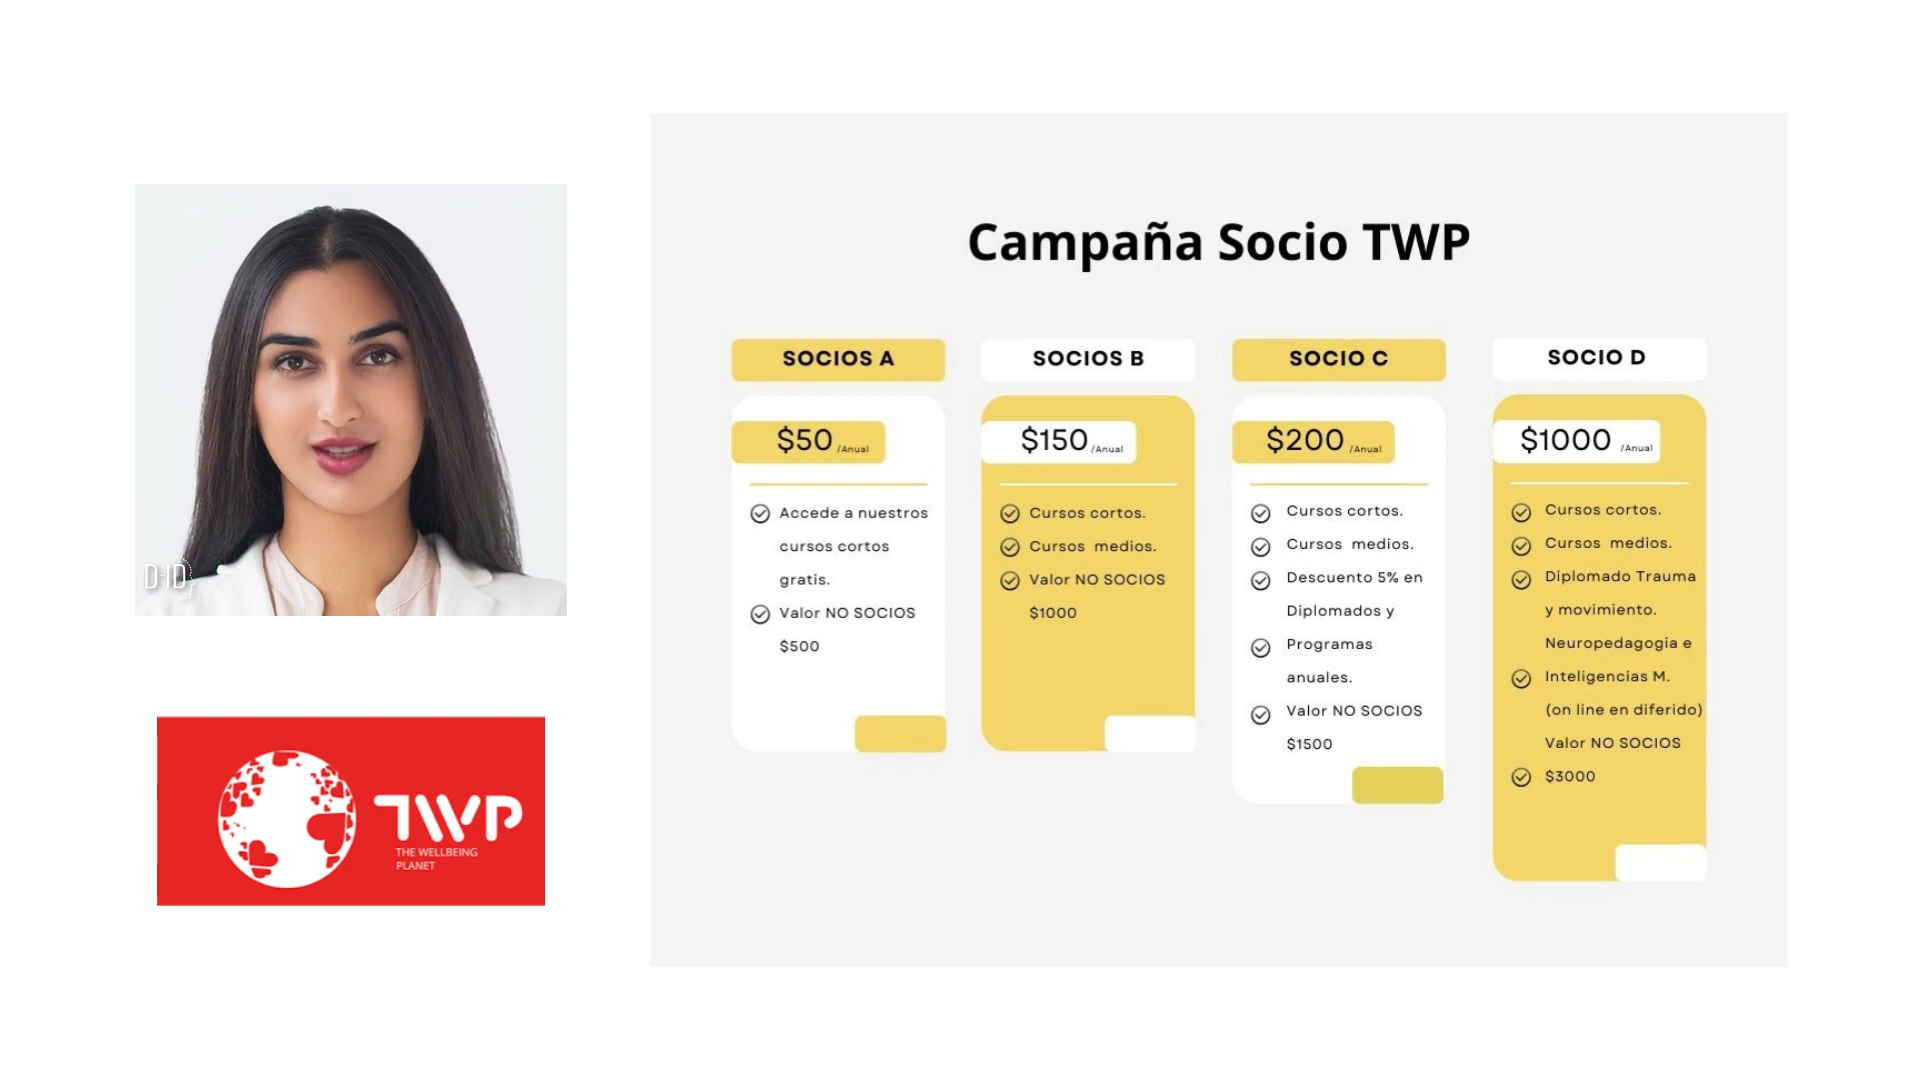 D-ID
TWP
THE WELLBEING
PLANET
Campaña Socio TWP
SOCIOS A
$50 /Anual
Accede a nuestros
cursos cortos
gratis.
Valor NO SOCIOS
$500
SOCIOS B
$150 /Anual
Cursos cortos.
Cursos medios.
Valor NO SOCIOS
$1000
SOCIO C
$200 /Anual
Cursos cortos.
Cursos medios.
Descuento 5% en
Diplomados y
Programas
anuales.
Valor NO SOCIOS
$1500
SOCIO D
$1000 /Anual
Cursos cortos.
Cursos medios.
Diplomado Trauma
y movimiento.
Neuropedagogia e
Inteligencias M.
(on line en diferido)
Valor NO SOCIOS
$3000